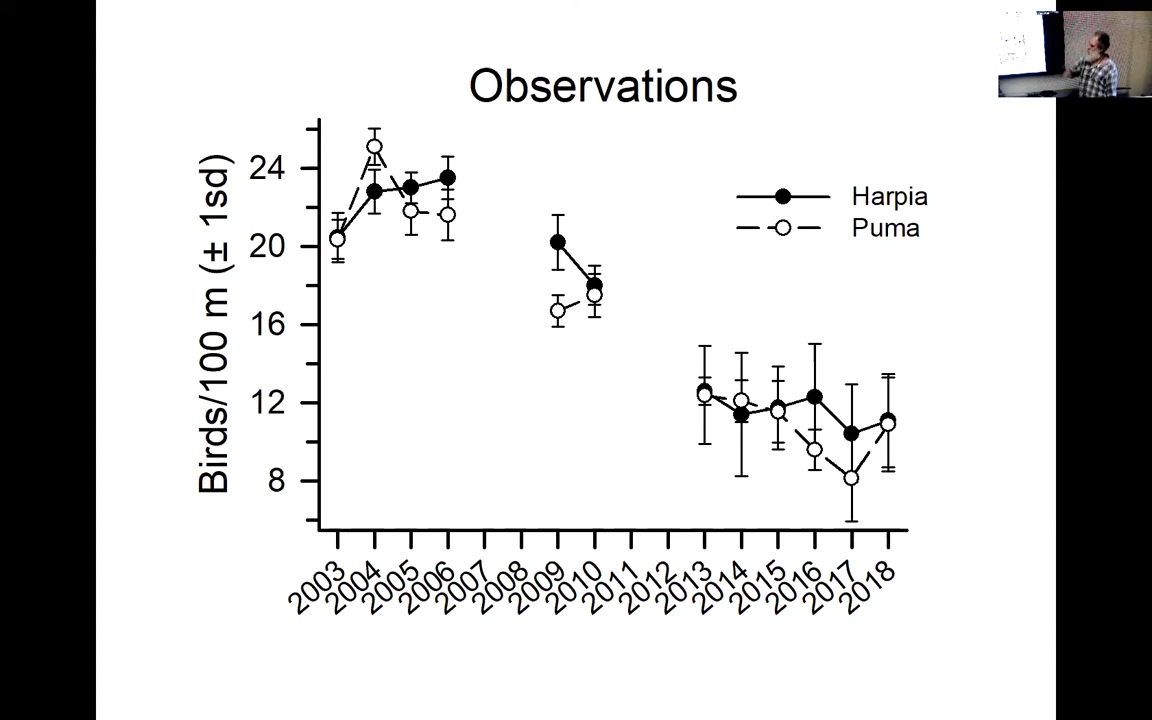 Observations
Birds/100 m (± 1sd)
24
20
16
12
8
Harpia
Puma
2003 2004 2005 2006 2007 2008 2009 2010 2011 2012 2013 2014 2015 2016 2017 2018